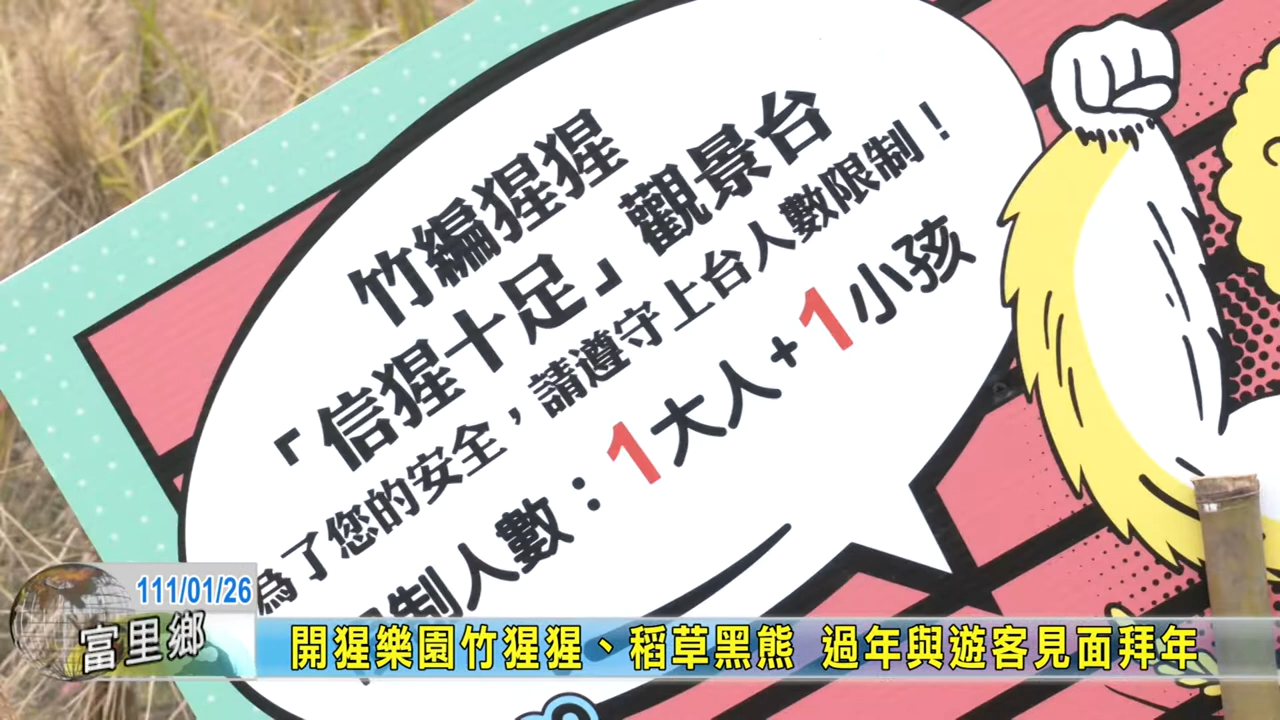 竹編猩猩
「信猩十足」觀景台
為了您的安全，請遵守上台人數限制！
限制人數：1大人+1小孩
111/01/26
富里鄉
開猩樂園竹猩猩、稻草黑熊 過年與遊客見面拜年